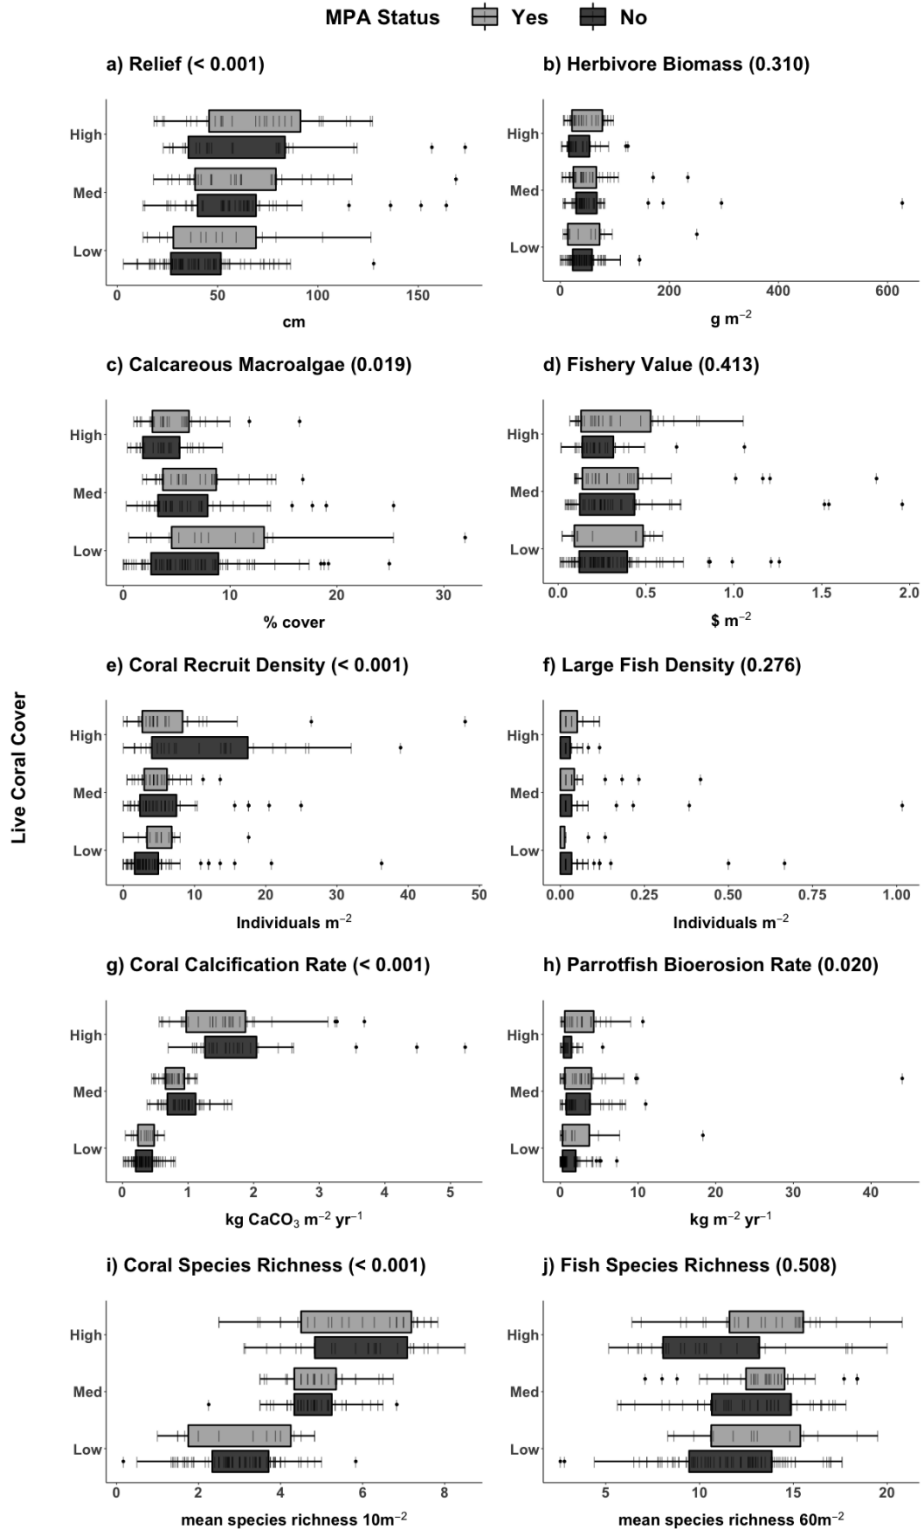 MPA Status Yes No
a) Relief (< 0.001)
High
Med
Low
0 50 100 150
cm
b) Herbivore Biomass (0.310)
High
Med
Low
0 200 400 600
g m⁻²
c) Calcareous Macroalgae (0.019)
High
Med
Low
0 10 20 30
% cover
d) Fishery Value (0.413)
High
Med
Low
0.0 0.5 1.0 1.5 2.0
$ m⁻²
Live Coral Cover
e) Coral Recruit Density (< 0.001)
High
Med
Low
0 10 20 30 40 50
Individuals m⁻²
f) Large Fish Density (0.276)
High
Med
Low
0.00 0.25 0.50 0.75 1.00
Individuals m⁻²
g) Coral Calcification Rate (< 0.001)
High
Med
Low
0 1 2 3 4 5
kg CaCO₃ m⁻² yr⁻¹
h) Parrotfish Bioerosion Rate (0.020)
High
Med
Low
0 10 20 30 40
kg m⁻² yr⁻¹
i) Coral Species Richness (< 0.001)
High
Med
Low
0 2 4 6 8
mean species richness 10m⁻²
j) Fish Species Richness (0.508)
High
Med
Low
5 10 15 20
mean species richness 60m⁻²